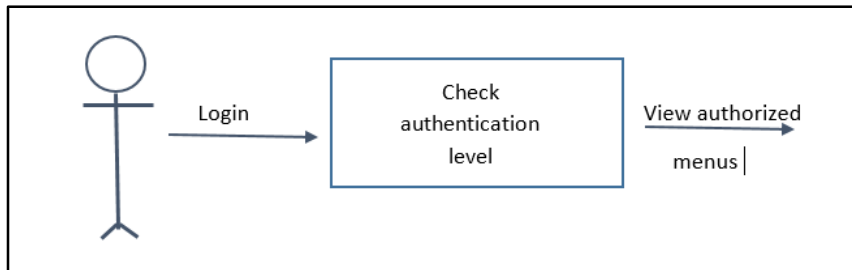 Login
Check
authentication
level
View authorized
menus